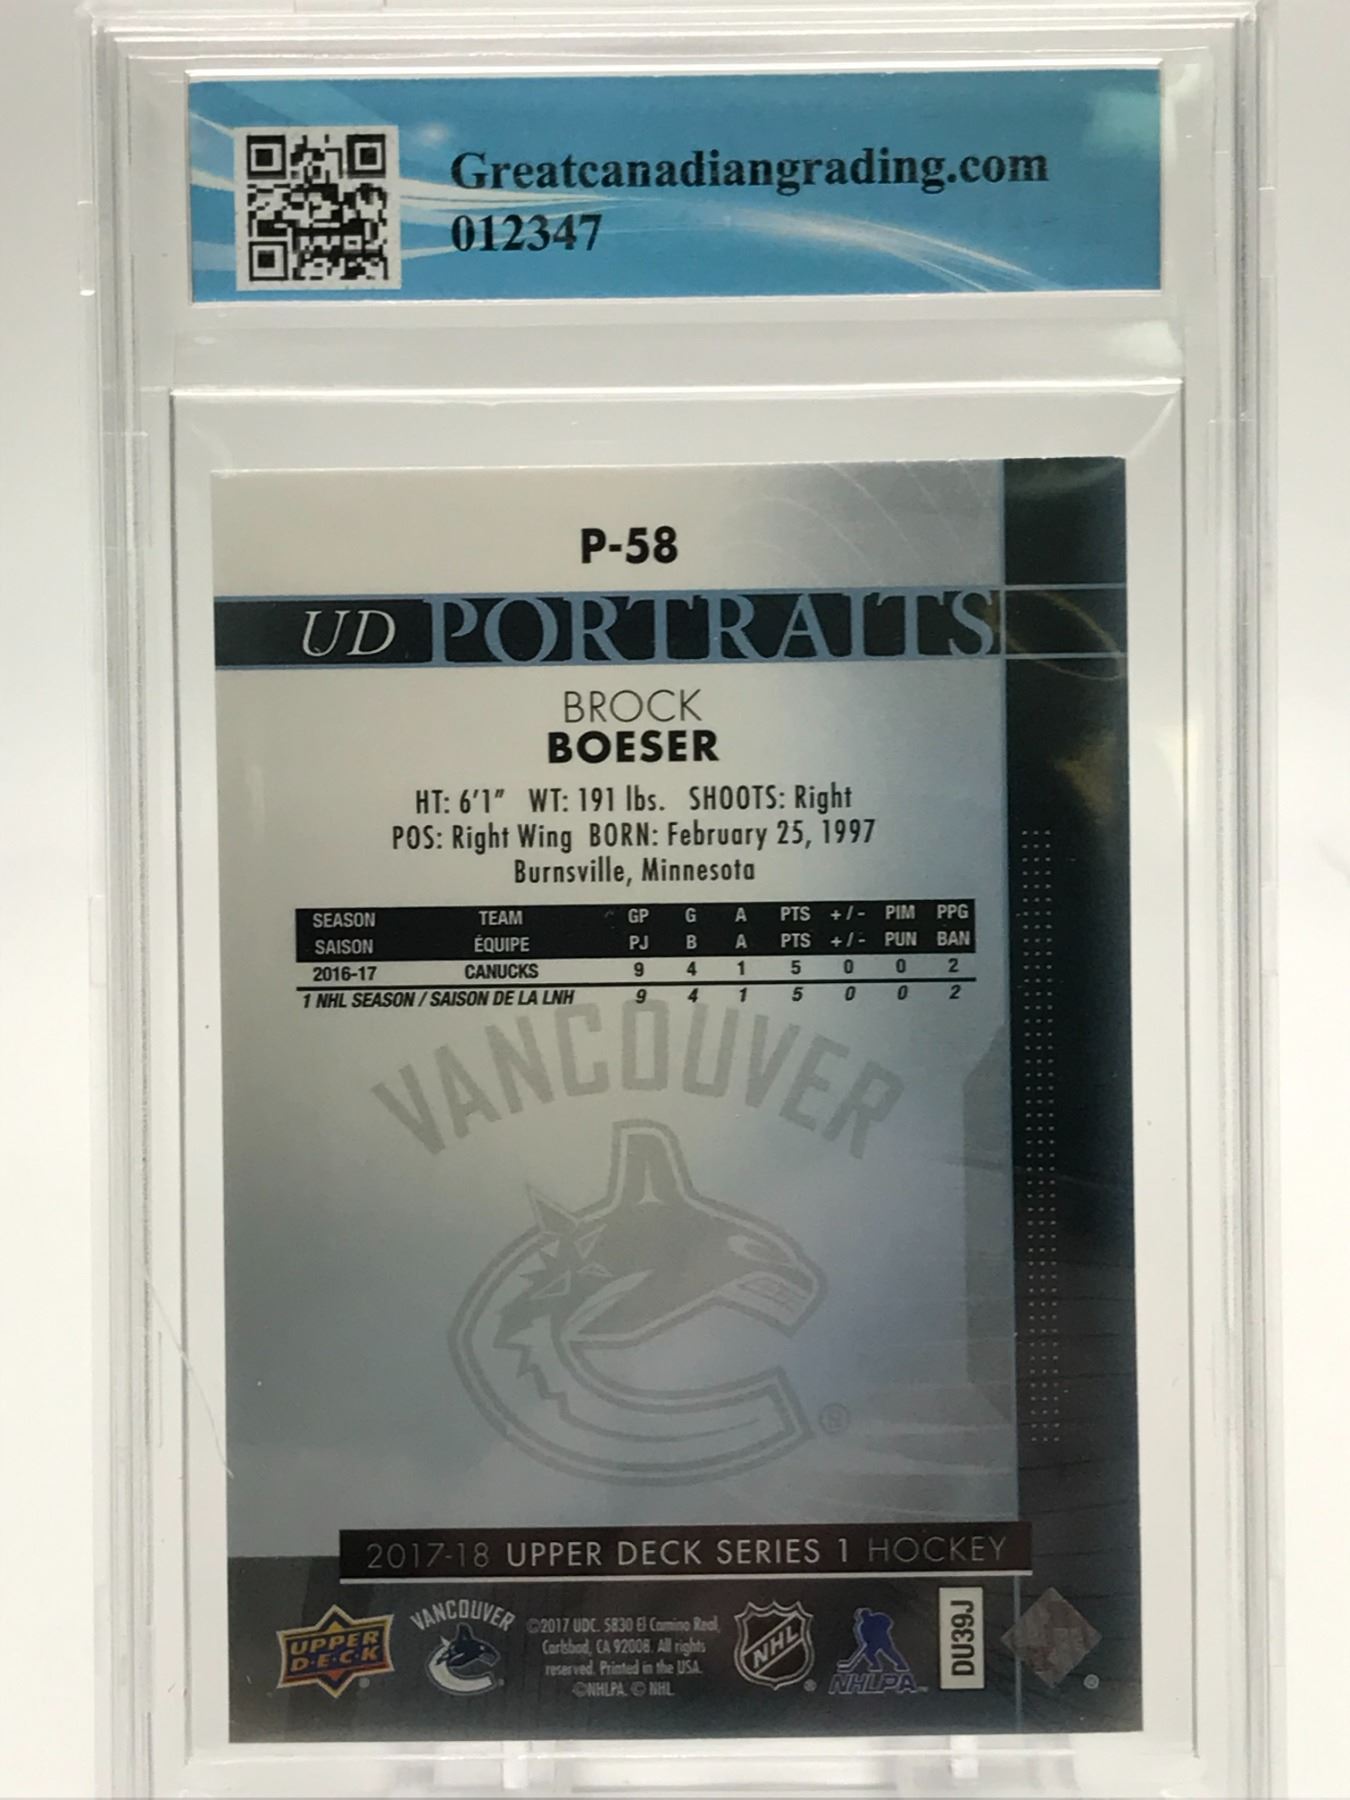 Greatcanadiangrading.com
012347
P-58
UD PORTRAITS
BROCK
BOESER
HT: 6'1" WT: 191 lbs. SHOOTS: Right
POS: Right Wing BORN: February 25, 1997
Burnsville, Minnesota
SEASON TEAM GP G A PTS +/- PIM PPG
SAISON ÉQUIPE PJ B A PTS +/- PUN BAN
2016-17 CANUCKS 9 4 1 5 0 0 2
1 NHL SEASON / SAISON DE LA LNH 9 4 1 5 0 0 2
VANCOUVER
®
2017-18 UPPER DECK SERIES 1 HOCKEY
UPPER
D·E·C·K
VANCOUVER
©2017 UDC. 5830 El Camino Real,
Carlsbad, CA 92008. All rights
reserved. Printed in the USA.
©NHLPA. © NHL
NHL
NHLPA
DU39J